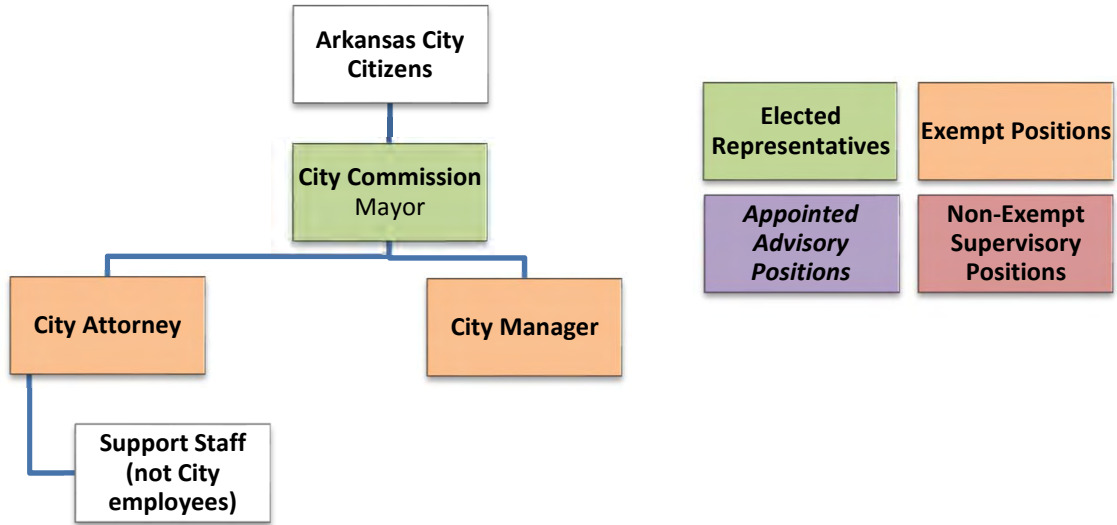 Arkansas City
Citizens
City Commission
Mayor
City Attorney
City Manager
Support Staff
(not City
employees)
Elected
Representatives
Exempt Positions
Appointed
Advisory
Positions
Non-Exempt
Supervisory
Positions